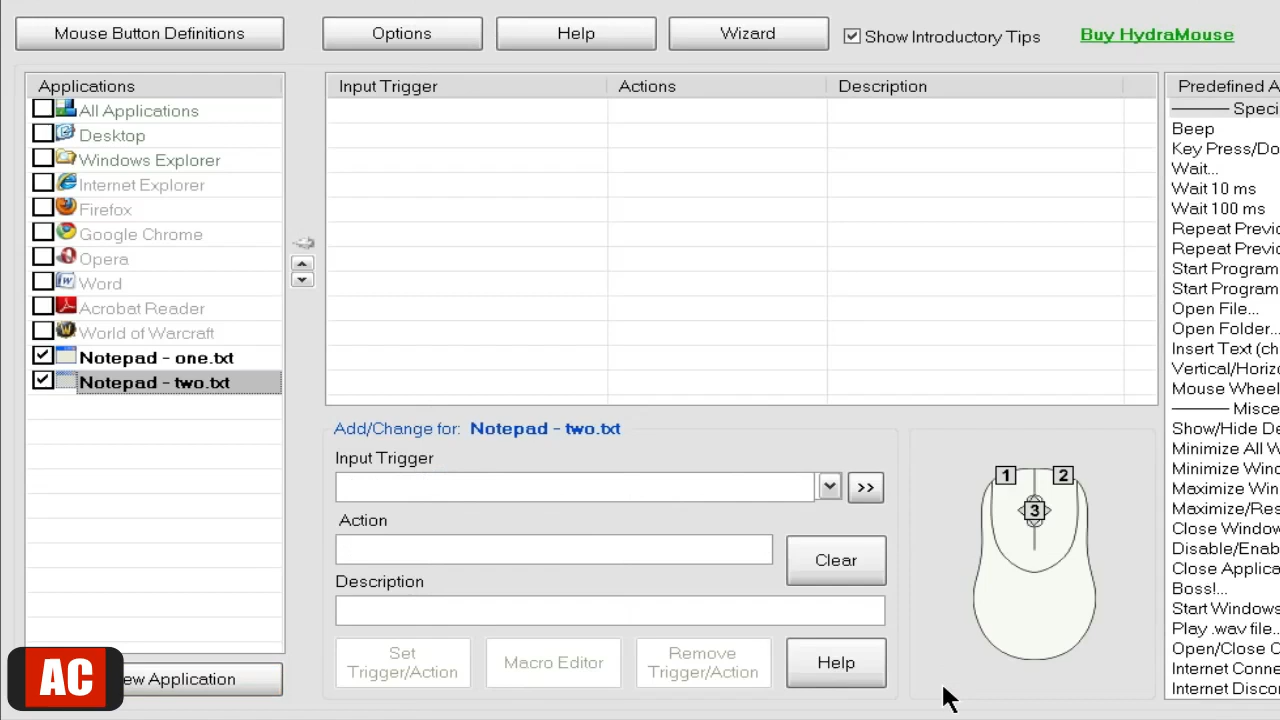 Mouse Button Definitions
Options
Help
Wizard
Show Introductory Tips
Buy HydraMouse
Applications
All Applications
Desktop
Windows Explorer
Internet Explorer
Firefox
Google Chrome
Opera
Word
Acrobat Reader
World of Warcraft
Notepad - one.txt
Notepad - two.txt
ew Application
AC
Input Trigger
Actions
Description
Add/Change for: Notepad - two.txt
Input Trigger
>>
Action
Clear
Description
Set
Trigger/Action
Macro Editor
Remove
Trigger/Action
Help
1
2
3
Predefined A
Speci
Beep
Key Press/Do
Wait...
Wait 10 ms
Wait 100 ms
Repeat Previo
Repeat Previo
Start Program
Start Program
Open File...
Open Folder...
Insert Text (ch
Vertical/Horizo
Mouse Wheel
Misce
Show/Hide De
Minimize All W
Minimize Wind
Maximize Win
Maximize/Res
Close Window
Disable/Enab
Close Applica
Boss!...
Start Windows
Play .wav file..
Open/Close C
Internet Conne
Internet Discor